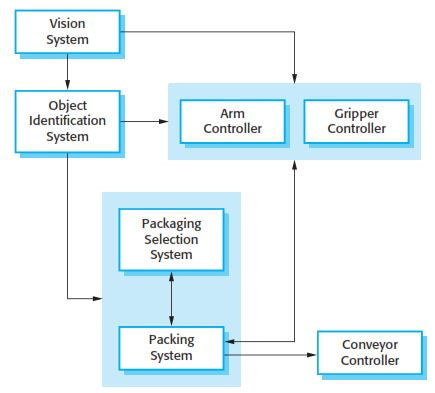 Vision
System
Object
Identification
System
Arm
Controller
Gripper
Controller
Packaging
Selection
System
Packing
System
Conveyor
Controller